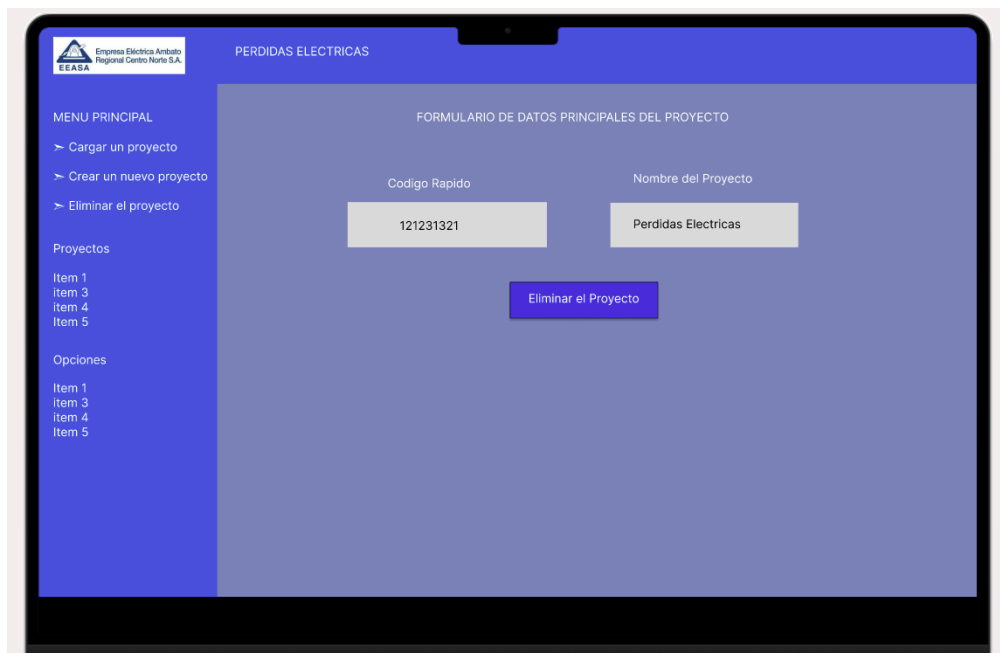 Empresa Eléctrica Ambato
Regional Centro Norte S.A.
EEASA
PERDIDAS ELECTRICAS
MENU PRINCIPAL
➣ Cargar un proyecto
➣ Crear un nuevo proyecto
➣ Eliminar el proyecto
Proyectos
Item 1
item 3
item 4
Item 5
Opciones
Item 1
item 3
item 4
Item 5
FORMULARIO DE DATOS PRINCIPALES DEL PROYECTO
Codigo Rapido
Nombre del Proyecto
121231321
Perdidas Electricas
Eliminar el Proyecto